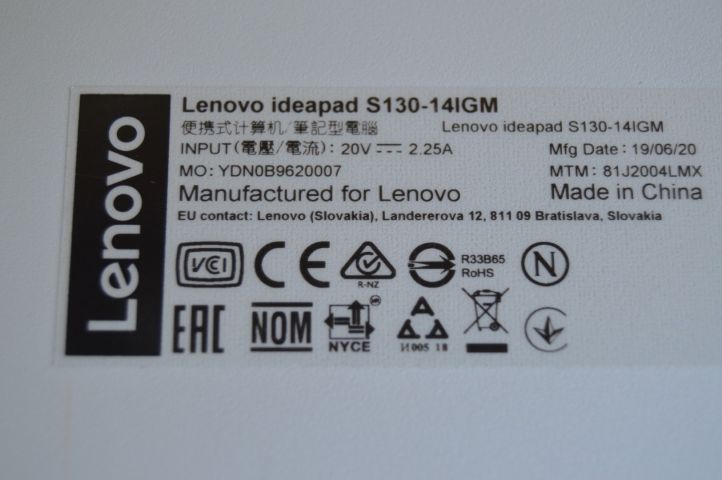 Lenovo
Lenovo ideapad S130-14IGM
便携式计算机/筆記型電腦 Lenovo ideapad S130-14IGM
INPUT(電壓/電流): 20V 2.25A Mfg Date : 19/06/20
MO: YDN0B9620007 MTM : 81J2004LMX
Manufactured for Lenovo Made in China
EU contact: Lenovo (Slovakia), Landererova 12, 811 09 Bratislava, Slovakia
VCCI CE R-NZ R33B65 RoHS N
EAC NOM NYCE И005 18